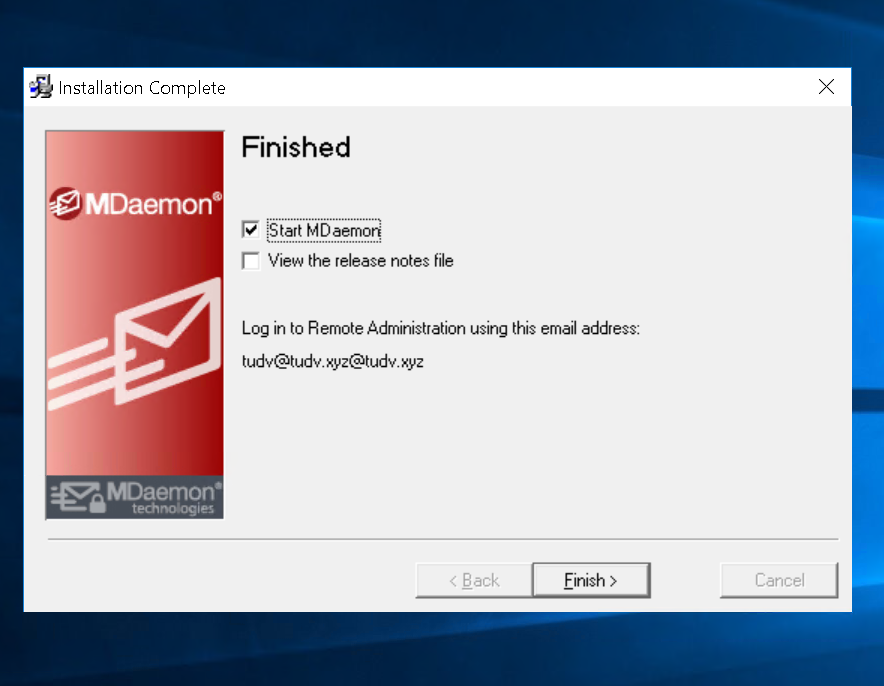 Installation Complete
Finished
MDaemon®
Start MDaemon
View the release notes file
Log in to Remote Administration using this email address:
tudv@tudv.xyz@tudv.xyz
MDaemon®
technologies
< Back
Finish >
Cancel